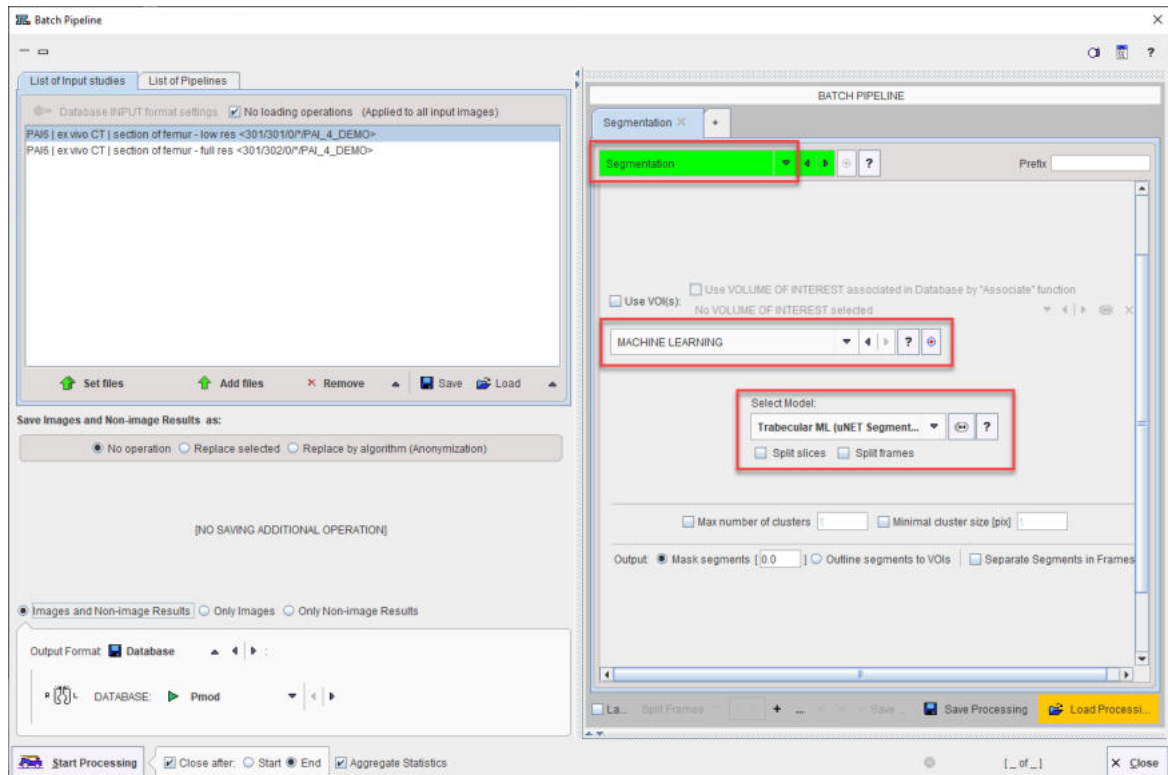 Batch Pipeline
?
List of Input studies
List of Pipelines
Database INPUT format settings
No loading operations (Applied to all input images)
PAI6 | ex vivo CT | section of femur - low res <301/301/0/*/PAI_4_DEMO>
PAI6 | ex vivo CT | section of femur - full res <301/302/0/*/PAI_4_DEMO>
Set files
Add files
Remove
Save
Load
Save Images and Non-image Results as:
No operation
Replace selected
Replace by algorithm (Anonymization)
[NO SAVING ADDITIONAL OPERATION]
Images and Non-image Results
Only Images
Only Non-image Results
Output Format:
Database
:
R
L
DATABASE:
Pmod
BATCH PIPELINE
Segmentation
+
Segmentation
?
Prefix
Use VOI(s):
Use VOLUME OF INTEREST associated in Database by "Associate" function
No VOLUME OF INTEREST selected
MACHINE LEARNING
?
Select Model:
Trabecular ML (uNET Segment...
?
Split slices
Split frames
Max number of clusters
1
Minimal cluster size [pix]
1
Output:
Mask segments [ 0.0 ]
Outline segments to VOIs
Separate Segments in Frames
La...
Split Frames
+
...
Save ...
Save Processing
Load Processi...
Start Processing
Close after:
Start
End
Aggregate Statistics
[ _ of _ ]
Close